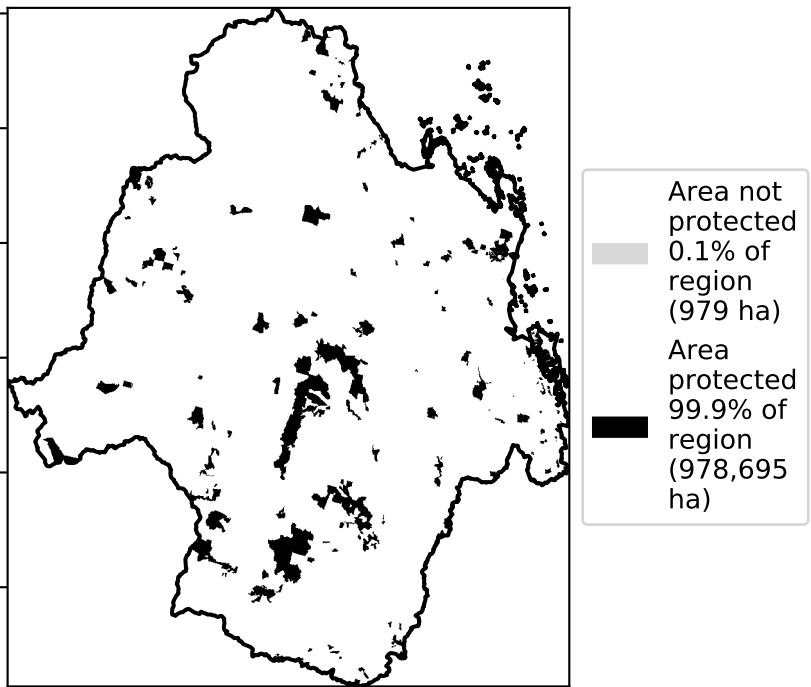 Area not
protected
0.1% of
region
(979 ha)
Area
protected
99.9% of
region
(978,695
ha)